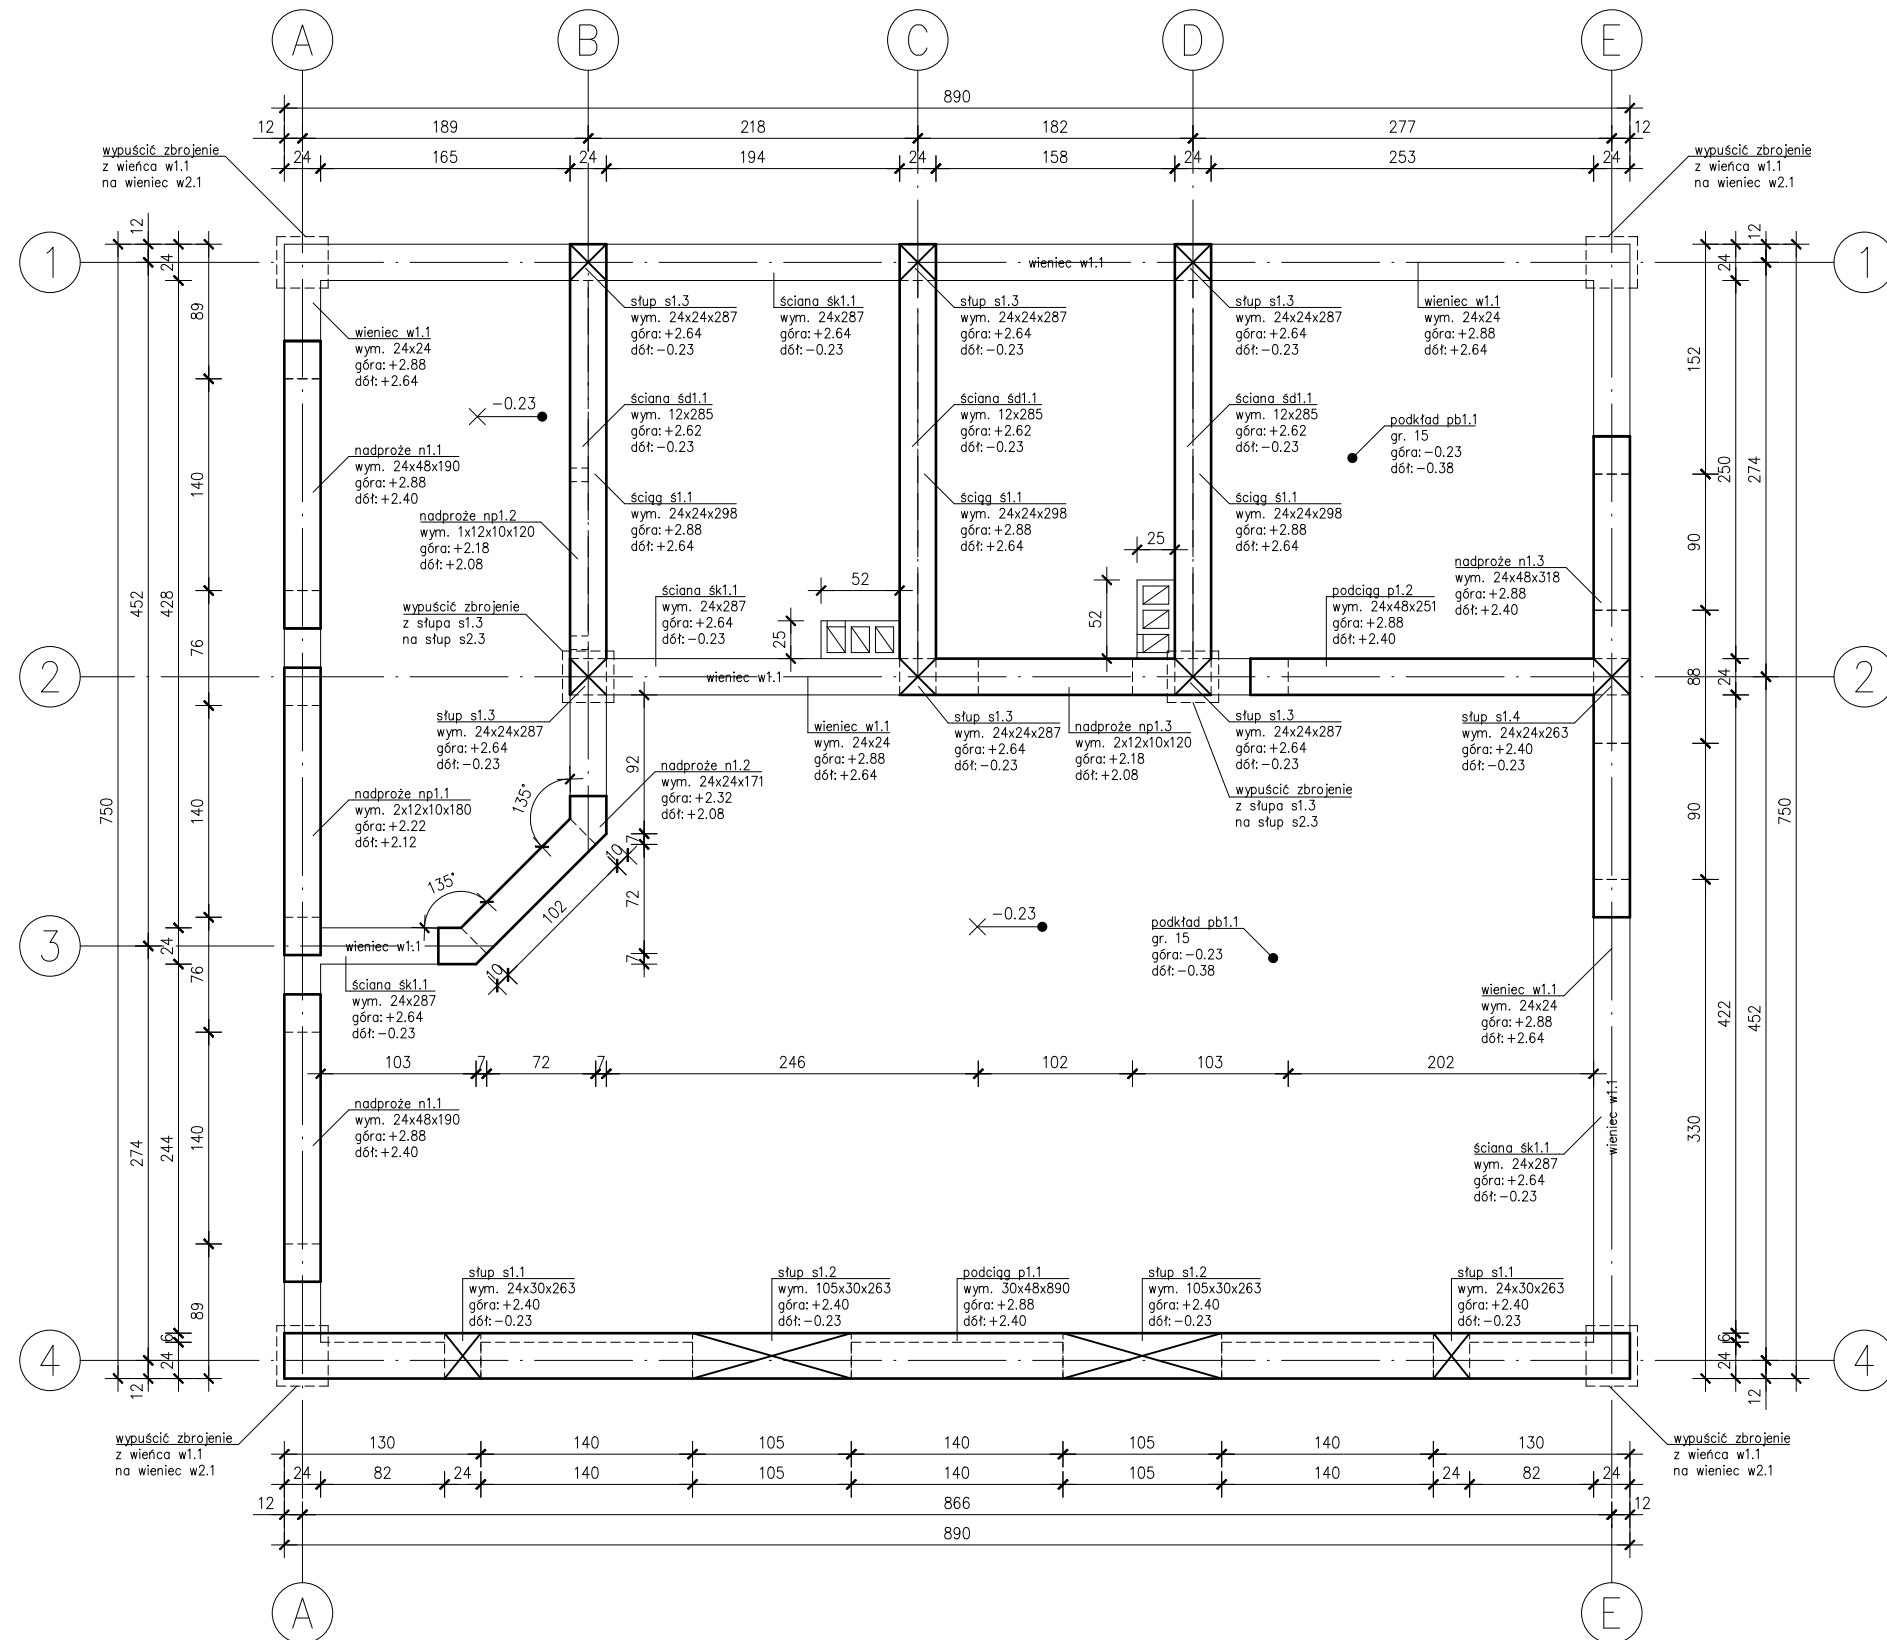 A
B
C
D
E
890
12
189
218
182
277
12
24
165
24
194
24
158
24
253
24
wypuścić zbrojenie
z wieńca w1.1
na wieniec w2.1
wypuścić zbrojenie
z wieńca w1.1
na wieniec w2.1
1
1
wieniec w1.1
słup s1.3
wym. 24x24x287
góra:+2.64
dół:-0.23
ściana śk1.1
wym. 24x287
góra:+2.64
dół:-0.23
słup s1.3
wym. 24x24x287
góra:+2.64
dół:-0.23
słup s1.3
wym. 24x24x287
góra:+2.64
dół:-0.23
wieniec w1.1
wym. 24x24
góra:+2.88
dół:+2.64
wieniec w1.1
wym. 24x24
góra:+2.88
dół:+2.64
-0.23
ściana śd1.1
wym. 12x285
góra:+2.62
dół:-0.23
ściana śd1.1
wym. 12x285
góra:+2.62
dół:-0.23
ściana śd1.1
wym. 12x285
góra:+2.62
dół:-0.23
podkład pb1.1
gr. 15
góra:-0.23
dół:-0.38
nadproże n1.1
wym. 24x48x190
góra:+2.88
dół:+2.40
ściąg ś1.1
wym. 24x24x298
góra:+2.88
dół:+2.64
ściąg ś1.1
wym. 24x24x298
góra:+2.88
dół:+2.64
ściąg ś1.1
wym. 24x24x298
góra:+2.88
dół:+2.64
nadproże np1.2
wym. 1x12x10x120
góra:+2.18
dół:+2.08
25
52
52
25
nadproże n1.3
wym. 24x48x318
góra:+2.88
dół:+2.40
podciąg p1.2
wym. 24x48x251
góra:+2.88
dół:+2.40
ściana śk1.1
wym. 24x287
góra:+2.64
dół:-0.23
wypuścić zbrojenie
z słupa s1.3
na słup s2.3
2
2
wieniec w1.1
słup s1.3
wym. 24x24x287
góra:+2.64
dół:-0.23
wieniec w1.1
wym. 24x24
góra:+2.88
dół:+2.64
słup s1.3
wym. 24x24x287
góra:+2.64
dół:-0.23
nadproże np1.3
wym. 2x12x10x120
góra:+2.18
dół:+2.08
słup s1.3
wym. 24x24x287
góra:+2.64
dół:-0.23
słup s1.4
wym. 24x24x263
góra:+2.40
dół:-0.23
wypuścić zbrojenie
z słupa s1.3
na słup s2.3
nadproże n1.2
wym. 24x24x171
góra:+2.32
dół:+2.08
nadproże np1.1
wym. 2x12x10x180
góra:+2.22
dół:+2.12
135°
135°
92
7
72
7
10
102
10
3
3
wieniec w1.1
ściana śk1.1
wym. 24x287
góra:+2.64
dół:-0.23
-0.23
podkład pb1.1
gr. 15
góra:-0.23
dół:-0.38
wieniec w1.1
wym. 24x24
góra:+2.88
dół:+2.64
103
7
72
7
246
102
103
202
nadproże n1.1
wym. 24x48x190
góra:+2.88
dół:+2.40
wieniec w1.1
ściana śk1.1
wym. 24x287
góra:+2.64
dół:-0.23
słup s1.1
wym. 24x30x263
góra:+2.40
dół:-0.23
słup s1.2
wym. 105x30x263
góra:+2.40
dół:-0.23
podciąg p1.1
wym. 30x48x890
góra:+2.88
dół:+2.40
słup s1.2
wym. 105x30x263
góra:+2.40
dół:-0.23
słup s1.1
wym. 24x30x263
góra:+2.40
dół:-0.23
4
4
12
24
89
140
76
140
76
140
89
452
428
750
24
274
244
6
24
12
12
24
152
250
274
90
88
24
90
750
422
452
330
6
24
12
wypuścić zbrojenie
z wieńca w1.1
na wieniec w2.1
wypuścić zbrojenie
z wieńca w1.1
na wieniec w2.1
130
140
105
140
105
140
130
24
82
24
140
105
140
105
140
24
82
24
12
866
12
890
A
E